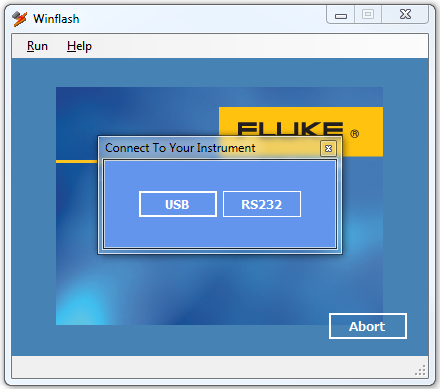 Winflash
Run Help
FLUKE ®
Connect To Your Instrument
USB RS232
Abort